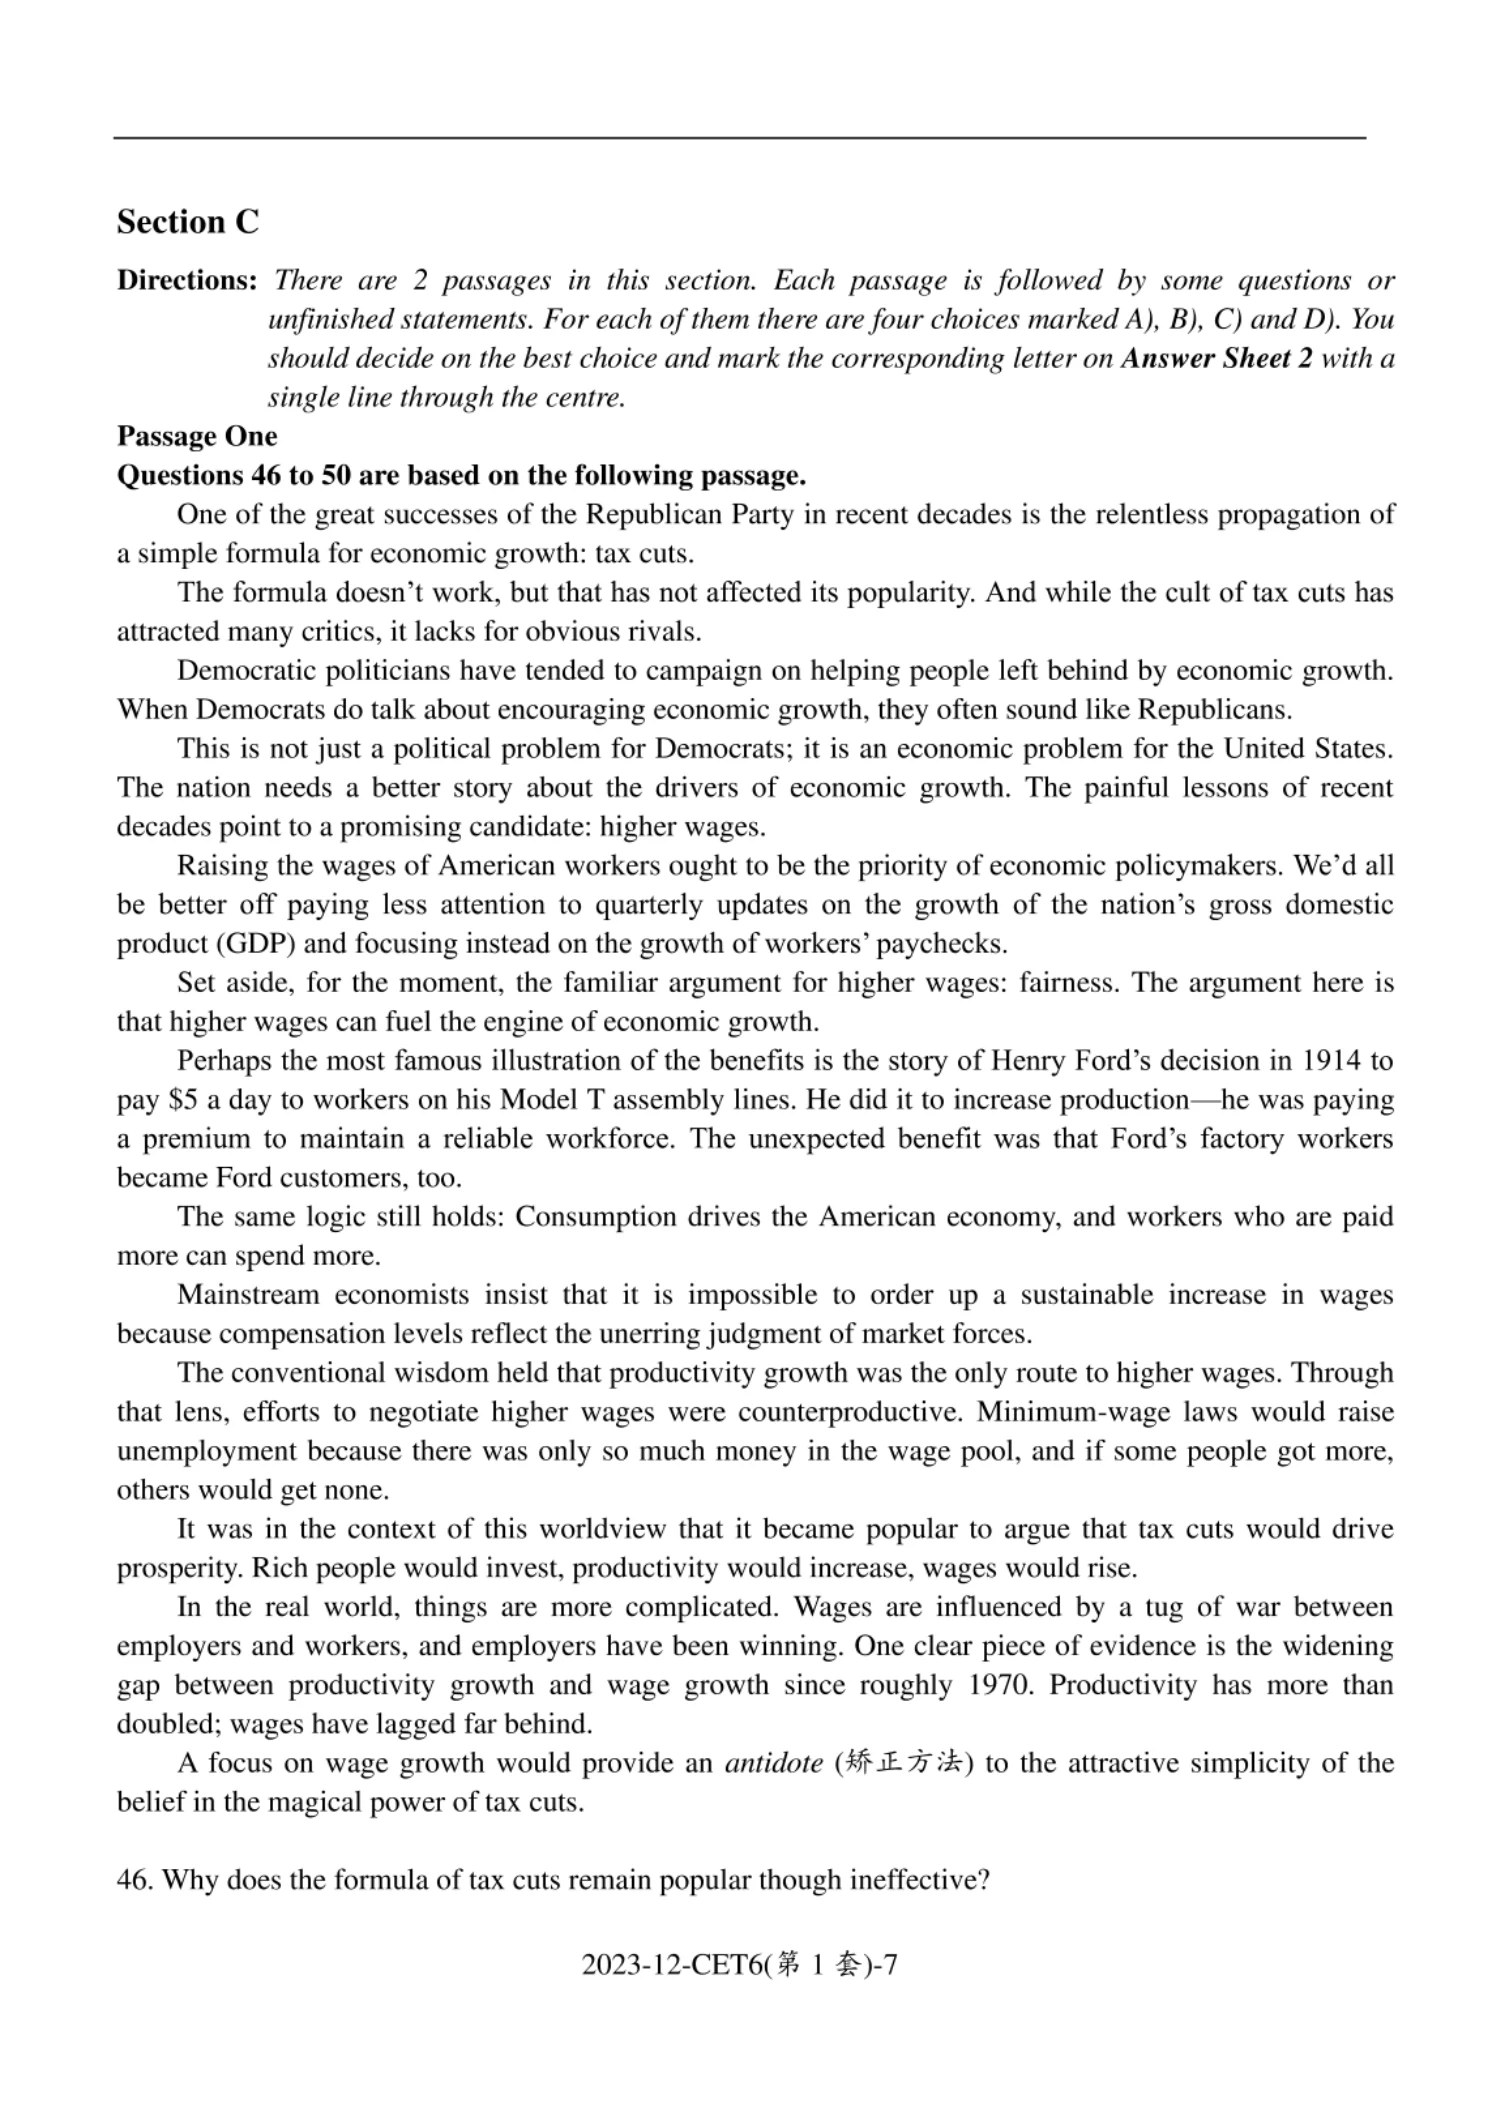 Section C
Directions: There are 2 passages in this section. Each passage is followed by some questions or
unfinished statements. For each of them there are four choices marked A), B), C) and D). You
should decide on the best choice and mark the corresponding letter on Answer Sheet 2 with a
single line through the centre.
Passage One
Questions 46 to 50 are based on the following passage.
One of the great successes of the Republican Party in recent decades is the relentless propagation of
a simple formula for economic growth: tax cuts.
The formula doesn’t work, but that has not affected its popularity. And while the cult of tax cuts has
attracted many critics, it lacks for obvious rivals.
Democratic politicians have tended to campaign on helping people left behind by economic growth.
When Democrats do talk about encouraging economic growth, they often sound like Republicans.
This is not just a political problem for Democrats; it is an economic problem for the United States.
The nation needs a better story about the drivers of economic growth. The painful lessons of recent
decades point to a promising candidate: higher wages.
Raising the wages of American workers ought to be the priority of economic policymakers. We’d all
be better off paying less attention to quarterly updates on the growth of the nation’s gross domestic
product (GDP) and focusing instead on the growth of workers’ paychecks.
Set aside, for the moment, the familiar argument for higher wages: fairness. The argument here is
that higher wages can fuel the engine of economic growth.
Perhaps the most famous illustration of the benefits is the story of Henry Ford’s decision in 1914 to
pay $5 a day to workers on his Model T assembly lines. He did it to increase production—he was paying
a premium to maintain a reliable workforce. The unexpected benefit was that Ford’s factory workers
became Ford customers, too.
The same logic still holds: Consumption drives the American economy, and workers who are paid
more can spend more.
Mainstream economists insist that it is impossible to order up a sustainable increase in wages
because compensation levels reflect the unerring judgment of market forces.
The conventional wisdom held that productivity growth was the only route to higher wages. Through
that lens, efforts to negotiate higher wages were counterproductive. Minimum-wage laws would raise
unemployment because there was only so much money in the wage pool, and if some people got more,
others would get none.
It was in the context of this worldview that it became popular to argue that tax cuts would drive
prosperity. Rich people would invest, productivity would increase, wages would rise.
In the real world, things are more complicated. Wages are influenced by a tug of war between
employers and workers, and employers have been winning. One clear piece of evidence is the widening
gap between productivity growth and wage growth since roughly 1970. Productivity has more than
doubled; wages have lagged far behind.
A focus on wage growth would provide an antidote (矫正方法) to the attractive simplicity of the
belief in the magical power of tax cuts.
46. Why does the formula of tax cuts remain popular though ineffective?
2023-12-CET6(第 1 套)-7